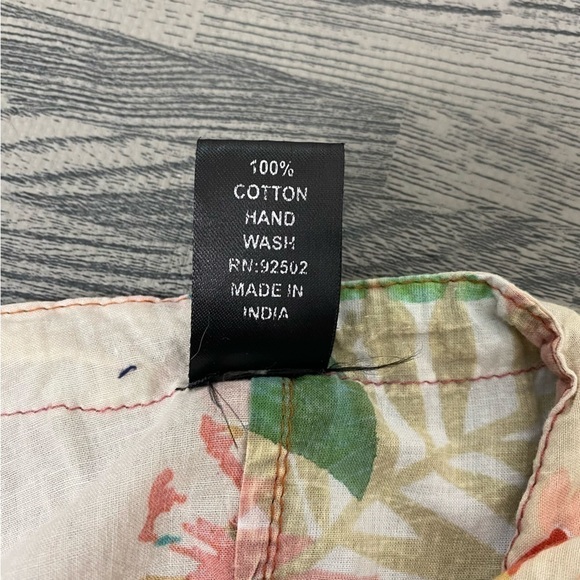 100%
COTTON
HAND
WASH
RN:92502
MADE IN
INDIA